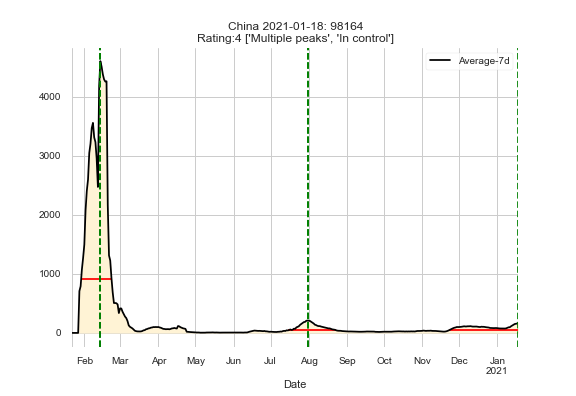 China 2021-01-18: 98164
Rating:4 ['Multiple peaks', 'In control']
Average-7d
4000
3000
2000
1000
0
Feb Mar Apr May Jun Jul Aug Sep Oct Nov Dec Jan
2021
Date